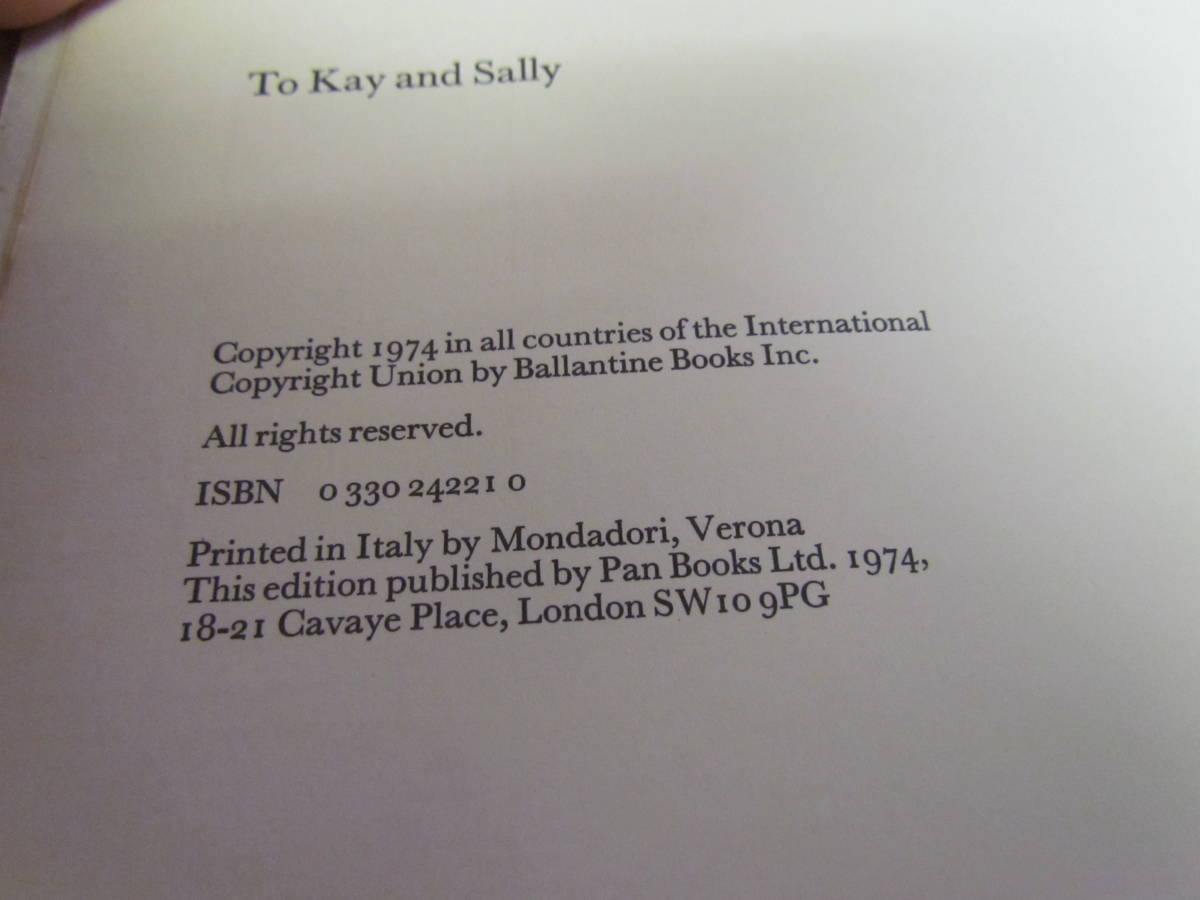 To Kay and Sally
Copyright 1974 in all countries of the International
Copyright Union by Ballantine Books Inc.
All rights reserved.
ISBN 0 330 24221 0
Printed in Italy by Mondadori, Verona
This edition published by Pan Books Ltd. 1974,
18-21 Cavaye Place, London SW10 9PG